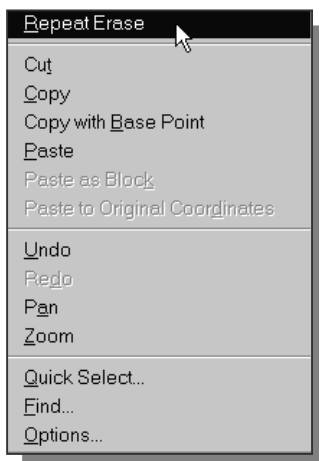 Repeat Erase
Cut
Copy
Copy with Base Point
Paste
Paste as Block
Paste to Original Coordinates
Undo
Redo
Pan
Zoom
Quick Select...
Find...
Options...